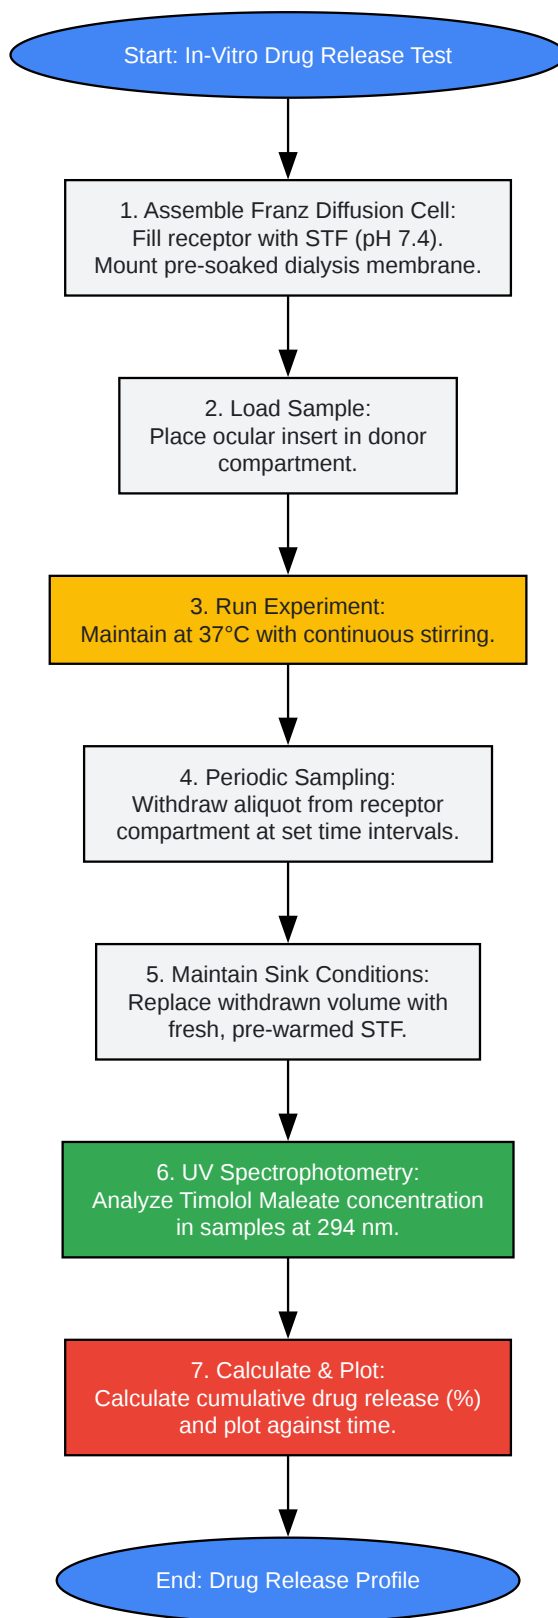 Start: In-Vitro Drug Release Test
1. Assemble Franz Diffusion Cell:
Fill receptor with STF (pH 7.4).
Mount pre-soaked dialysis membrane.
2. Load Sample:
Place ocular insert in donor
compartment.
3. Run Experiment:
Maintain at 37°C with continuous stirring.
4. Periodic Sampling:
Withdraw aliquot from receptor
compartment at set time intervals.
5. Maintain Sink Conditions:
Replace withdrawn volume with
fresh, pre-warmed STF.
6. UV Spectrophotometry:
Analyze Timolol Maleate concentration
in samples at 294 nm.
7. Calculate & Plot:
Calculate cumulative drug release (%)
and plot against time.
End: Drug Release Profile